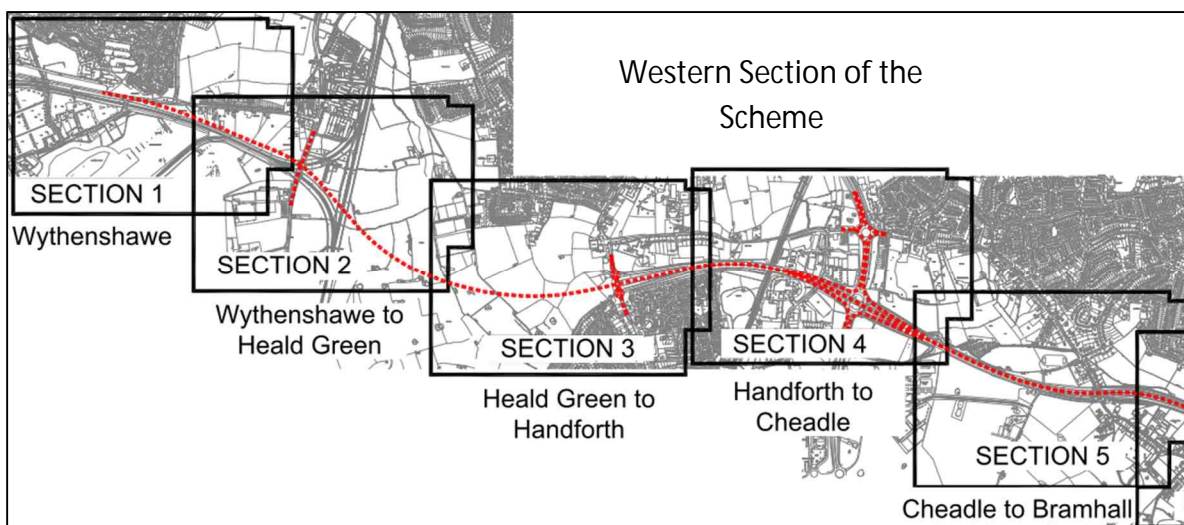 Western Section of the
Scheme
SECTION 1
Wythenshawe
SECTION 2
Wythenshawe to
Heald Green
SECTION 3
Heald Green to
Handforth
SECTION 4
Handforth to
Cheadle
SECTION 5
Cheadle to Bramhall